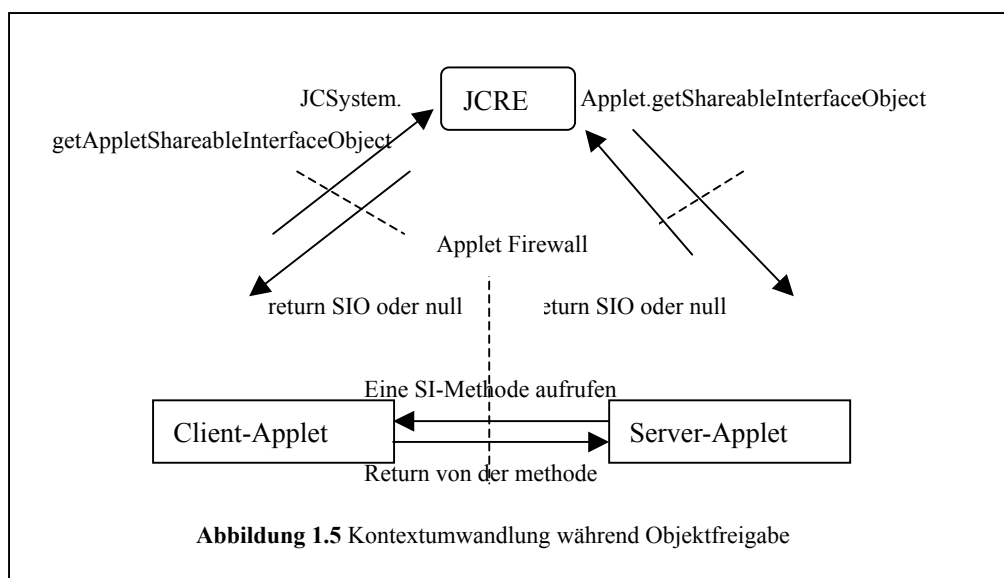 JCSystem.
getAppletShareableInterfaceObject
JCRE
Applet.getShareableInterfaceObject
Applet Firewall
return SIO oder null
eturn SIO oder null
Eine SI-Methode aufrufen
Client-Applet
Server-Applet
Return von der methode
Abbildung 1.5 Kontextumwandlung während Objektfreigabe